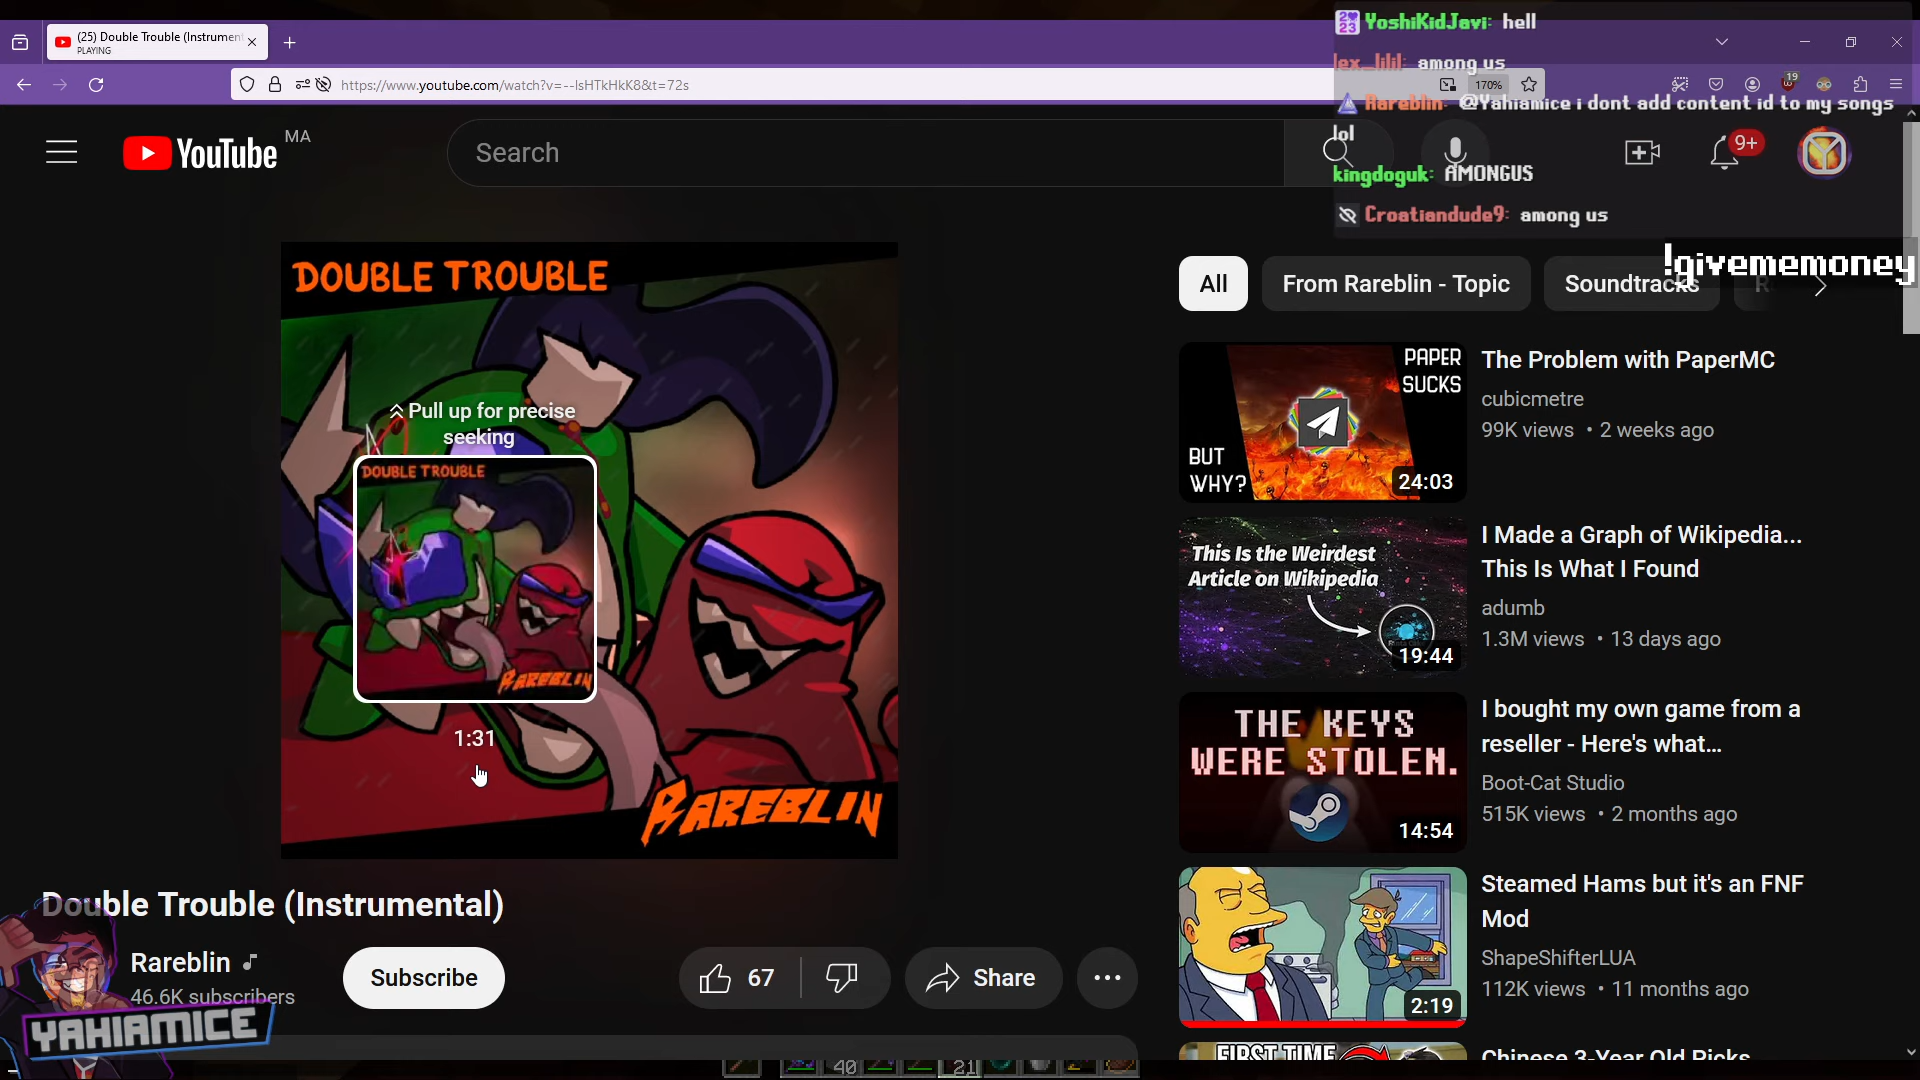 (25) Double Trouble (Instrumen
PLAYING
https://www.youtube.com/watch?v=--IsHTkHkK8&t=72s
170%
19
YoshiKidJavi: hell
lex_lilil: among us
Rareblin: @Yahiamice i dont add content id to my songs
lol
kingdoguk: AMONGUS
Croatiandude9: among us
!givememoney
YouTube MA
Search
9+
DOUBLE TROUBLE
Pull up for precise
seeking
DOUBLE TROUBLE
RAREBLIN
1:31
RAREBLIN
Double Trouble (Instrumental)
Rareblin
46.6K subscribers
Subscribe
67
Share
YAHIAMICE
40
21
All
From Rareblin - Topic
Soundtracks
PAPER
SUCKS
BUT
WHY?
24:03
The Problem with PaperMC
cubicmetre
99K views • 2 weeks ago
This Is the Weirdest
Article on Wikipedia
19:44
I Made a Graph of Wikipedia...
This Is What I Found
adumb
1.3M views • 13 days ago
THE KEYS
WERE STOLEN.
14:54
I bought my own game from a
reseller - Here's what...
Boot-Cat Studio
515K views • 2 months ago
2:19
Steamed Hams but it's an FNF
Mod
ShapeShifterLUA
112K views • 11 months ago
FIRST TIME
Chinese 3-Year Old Picks